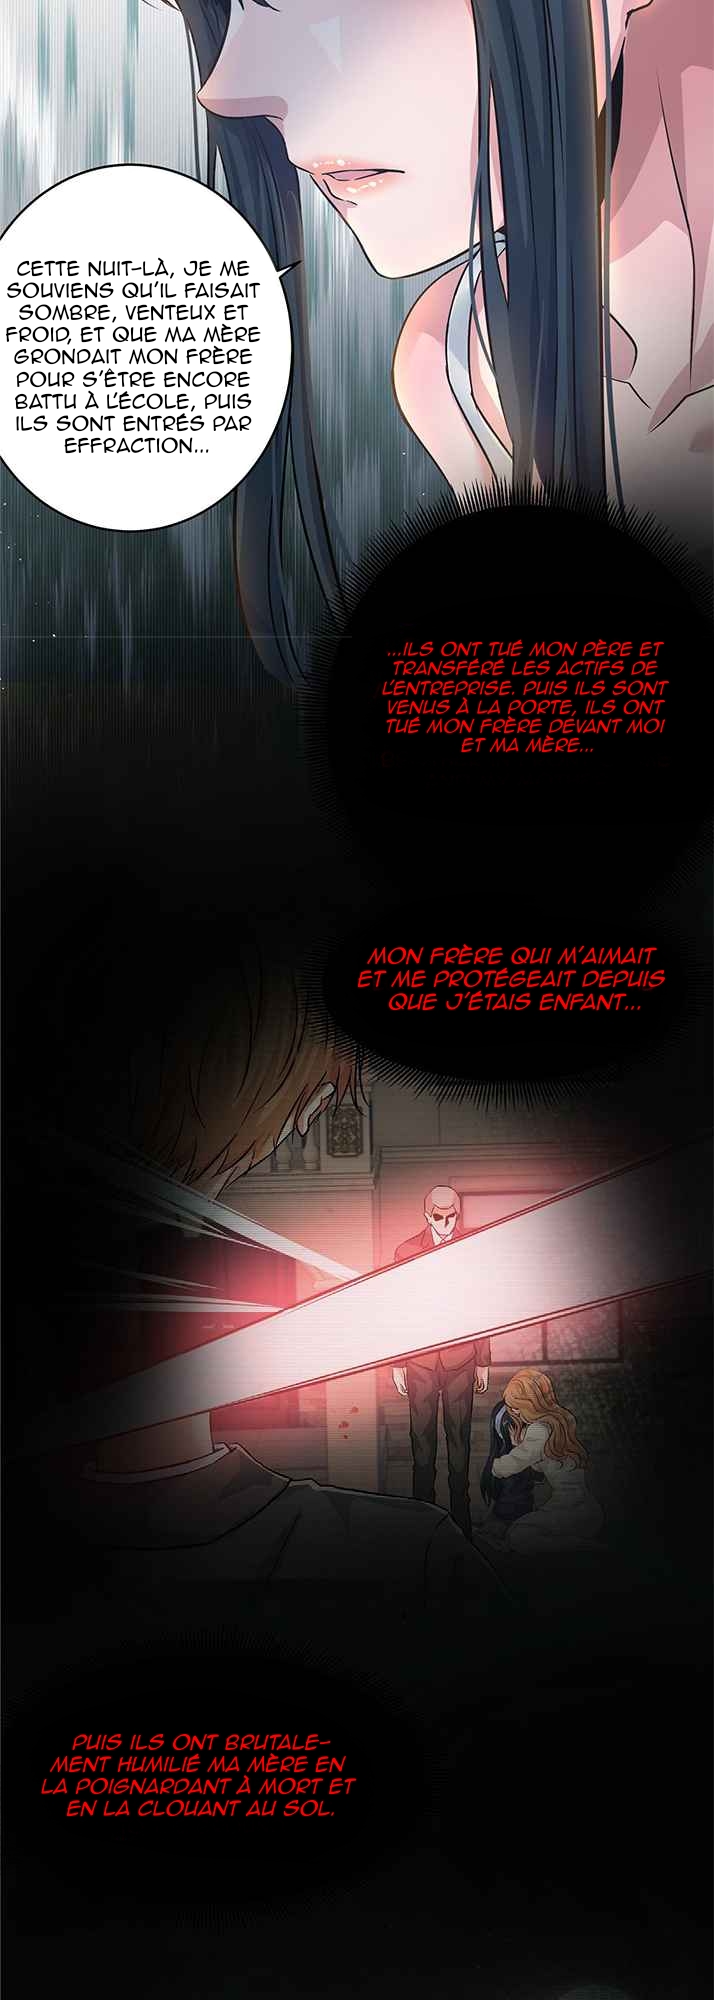 CETTE NUIT-LÀ, JE ME
SOUVIENS QU'IL FAISAIT
SOMBRE, VENTEUX ET
FROID, ET QUE MA MÈRE
GRONDAIT MON FRÈRE
POUR S'ÊTRE ENCORE
BATTU À L'ÉCOLE, PUIS
ILS SONT ENTRÉS PAR
EFFRACTION...
...ILS ONT TUÉ MON PÈRE ET
TRANSFÉRÉ LES ACTIFS DE
L'ENTREPRISE. PUIS ILS SONT
VENUS À LA PORTE, ILS ONT
TUÉ MON FRÈRE DEVANT MOI
ET MA MÈRE...
MON FRÈRE QUI M'AIMAIT
ET ME PROTÉGEAIT DEPUIS
QUE J'ÉTAIS ENFANT...
PUIS ILS ONT BRUTALE-
MENT HUMILIÉ MA MÈRE EN
LA POIGNARDANT À MORT ET
EN LA CLOUANT AU SOL.